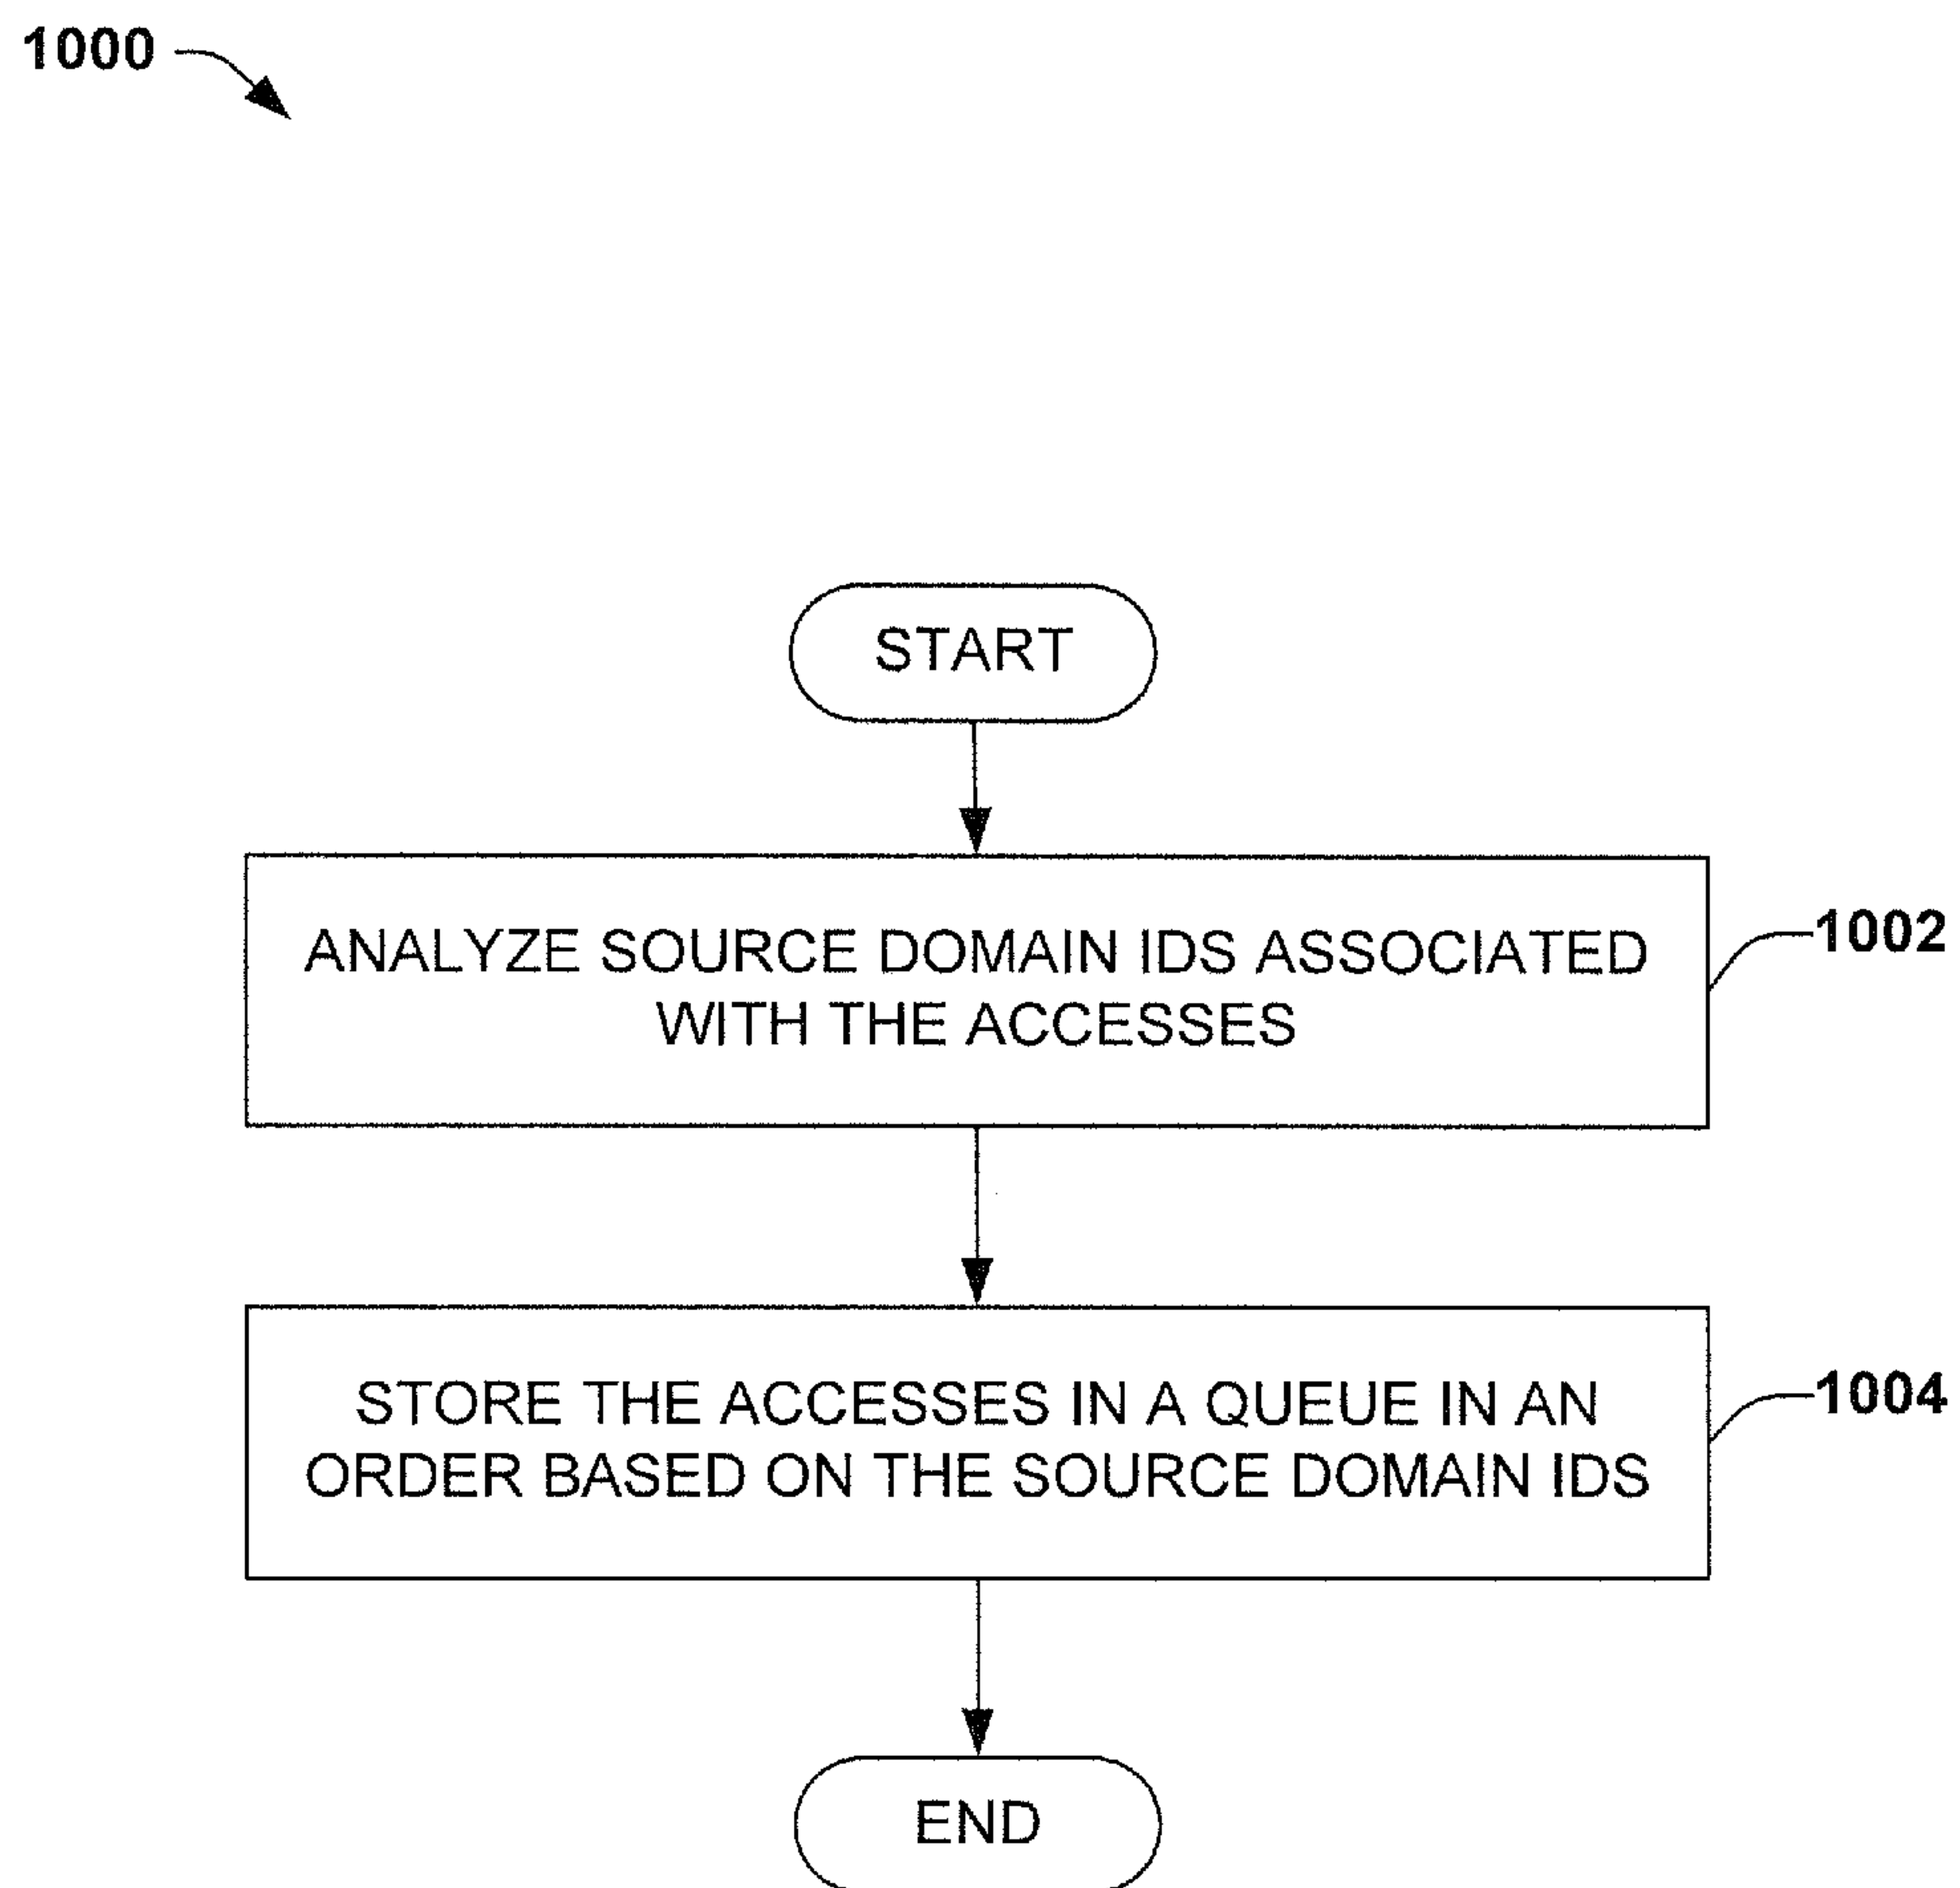 1000
START
ANALYZE SOURCE DOMAIN IDS ASSOCIATED
WITH THE ACCESSES
1002
STORE THE ACCESSES IN A QUEUE IN AN
ORDER BASED ON THE SOURCE DOMAIN IDS
1004
END